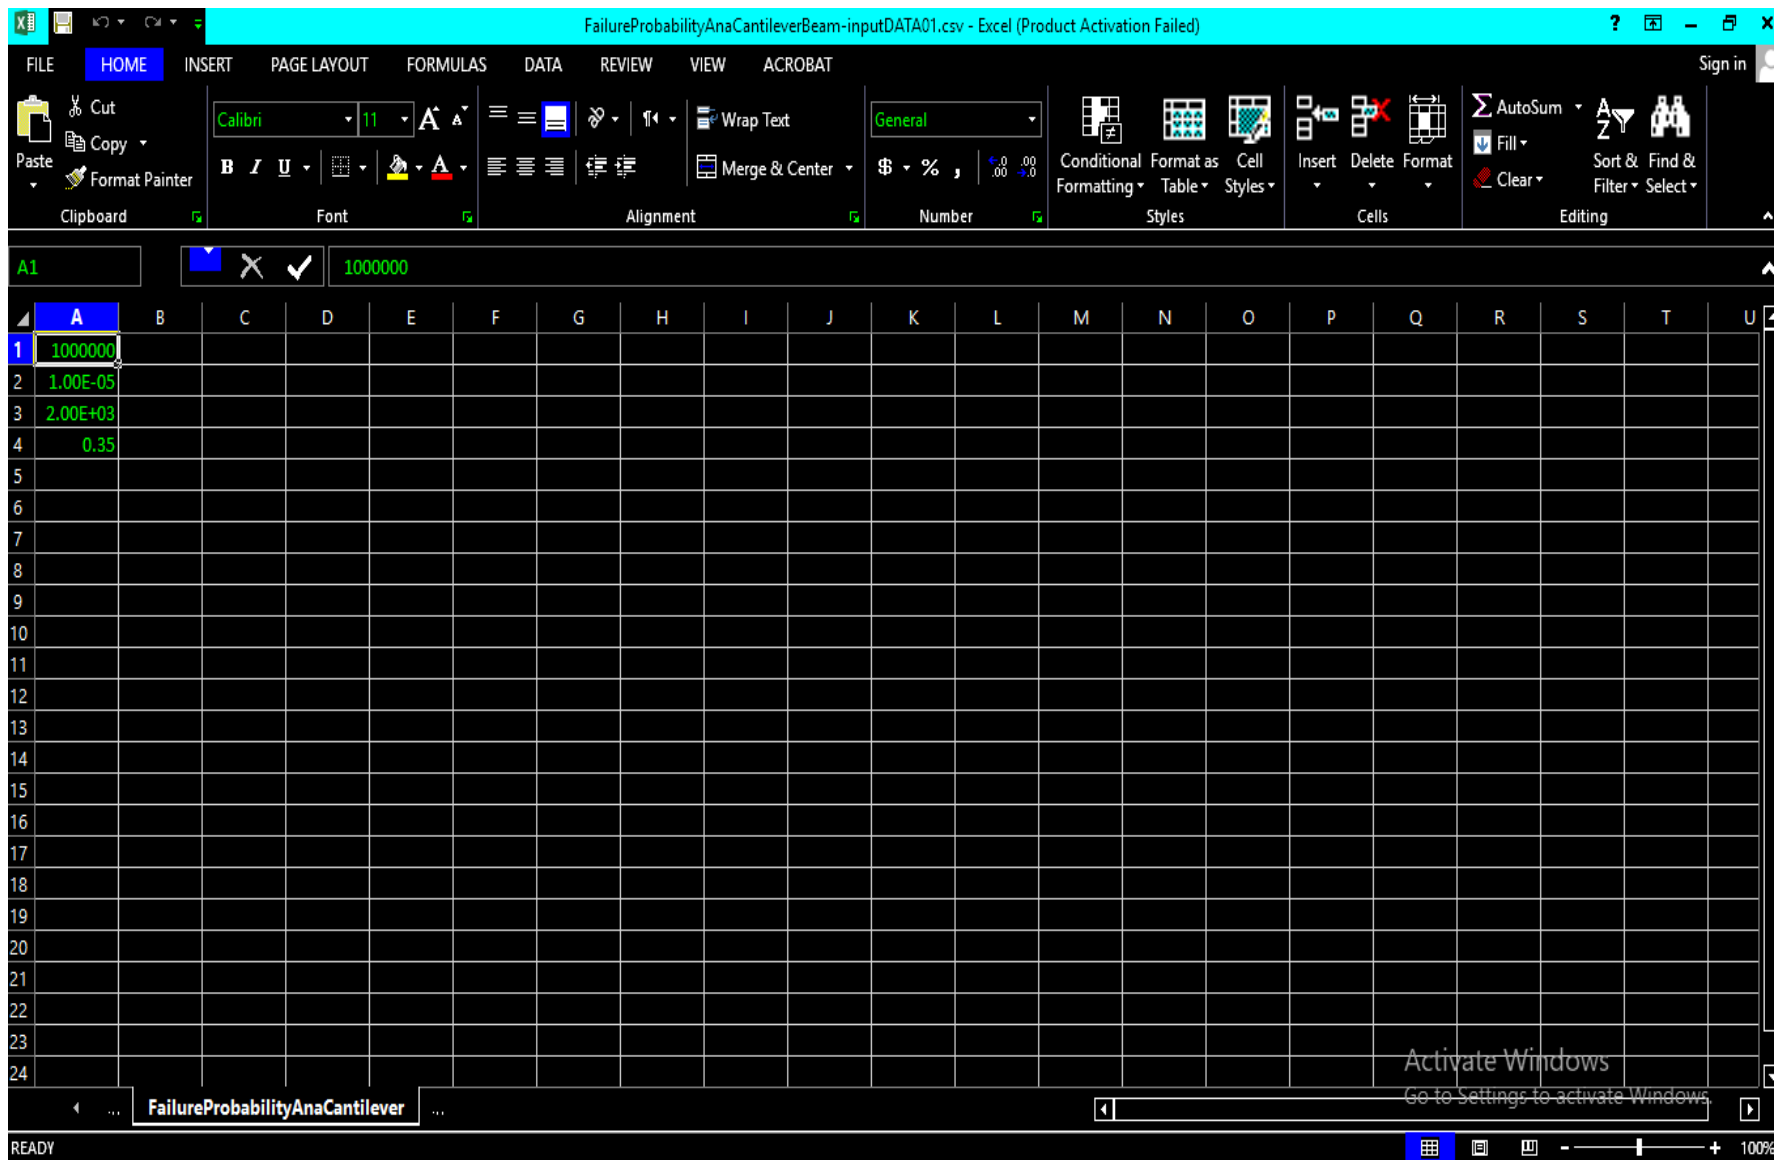 FailureProbabilityAnaCantileverBeam-inputDATA01.csv - Excel (Product Activation Failed)
?
FILE HOME INSERT PAGE LAYOUT FORMULAS DATA REVIEW VIEW ACROBAT Sign in
Cut
Copy
Format Painter
Paste
Clipboard
Calibri 11 A A
B I U A
Font
Wrap Text
Merge & Center
Alignment
General
$ % , .0 .00 .00 .0
Number
Conditional Formatting
Format as Table
Cell Styles
Styles
Insert Delete Format
Cells
AutoSum
Fill
Clear
Sort & Filter
Find & Select
Editing
A1 1000000
A B C D E F G H I J K L M N O P Q R S T U
1 1000000
2 1.00E-05
3 2.00E+03
4 0.35
5
6
7
8
9
10
11
12
13
14
15
16
17
18
19
20
21
22
23
24
Activate Windows
Go to Settings to activate Windows.
... FailureProbabilityAnaCantilever ...
READY 100%